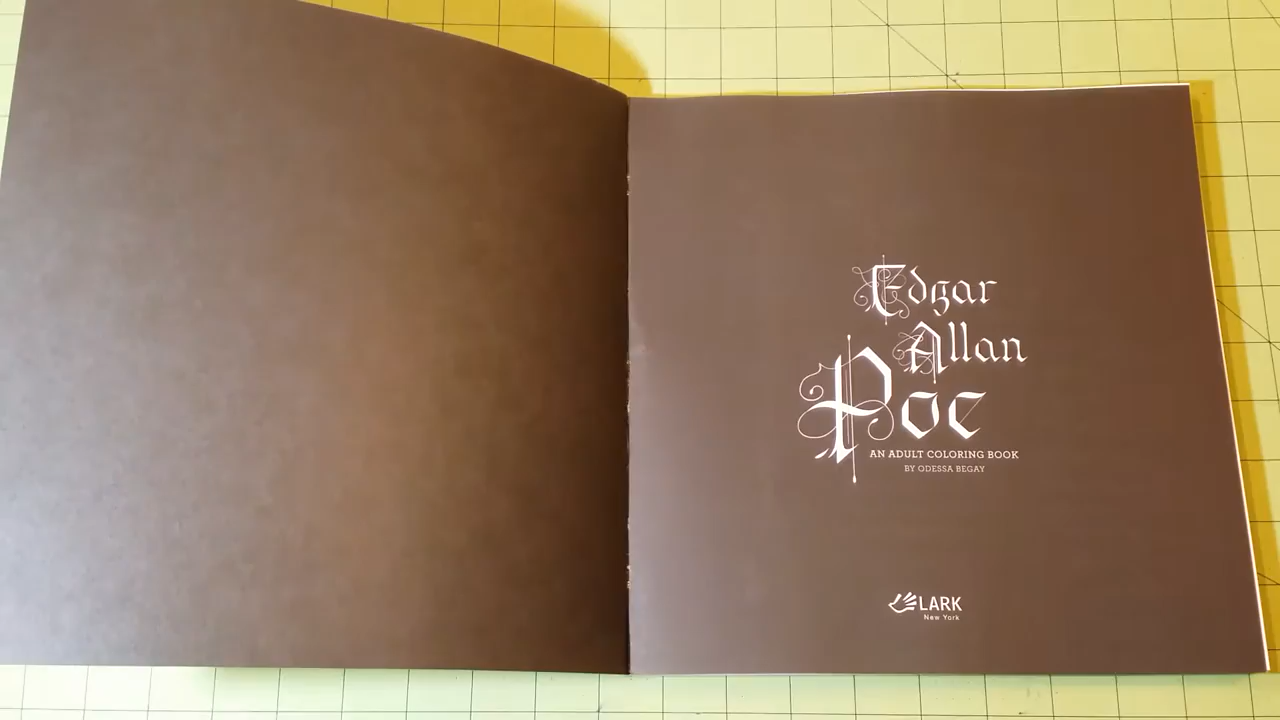 Edgar
Allan
Poe
AN ADULT COLORING BOOK
BY ODESSA BEGAY
LARK
New York